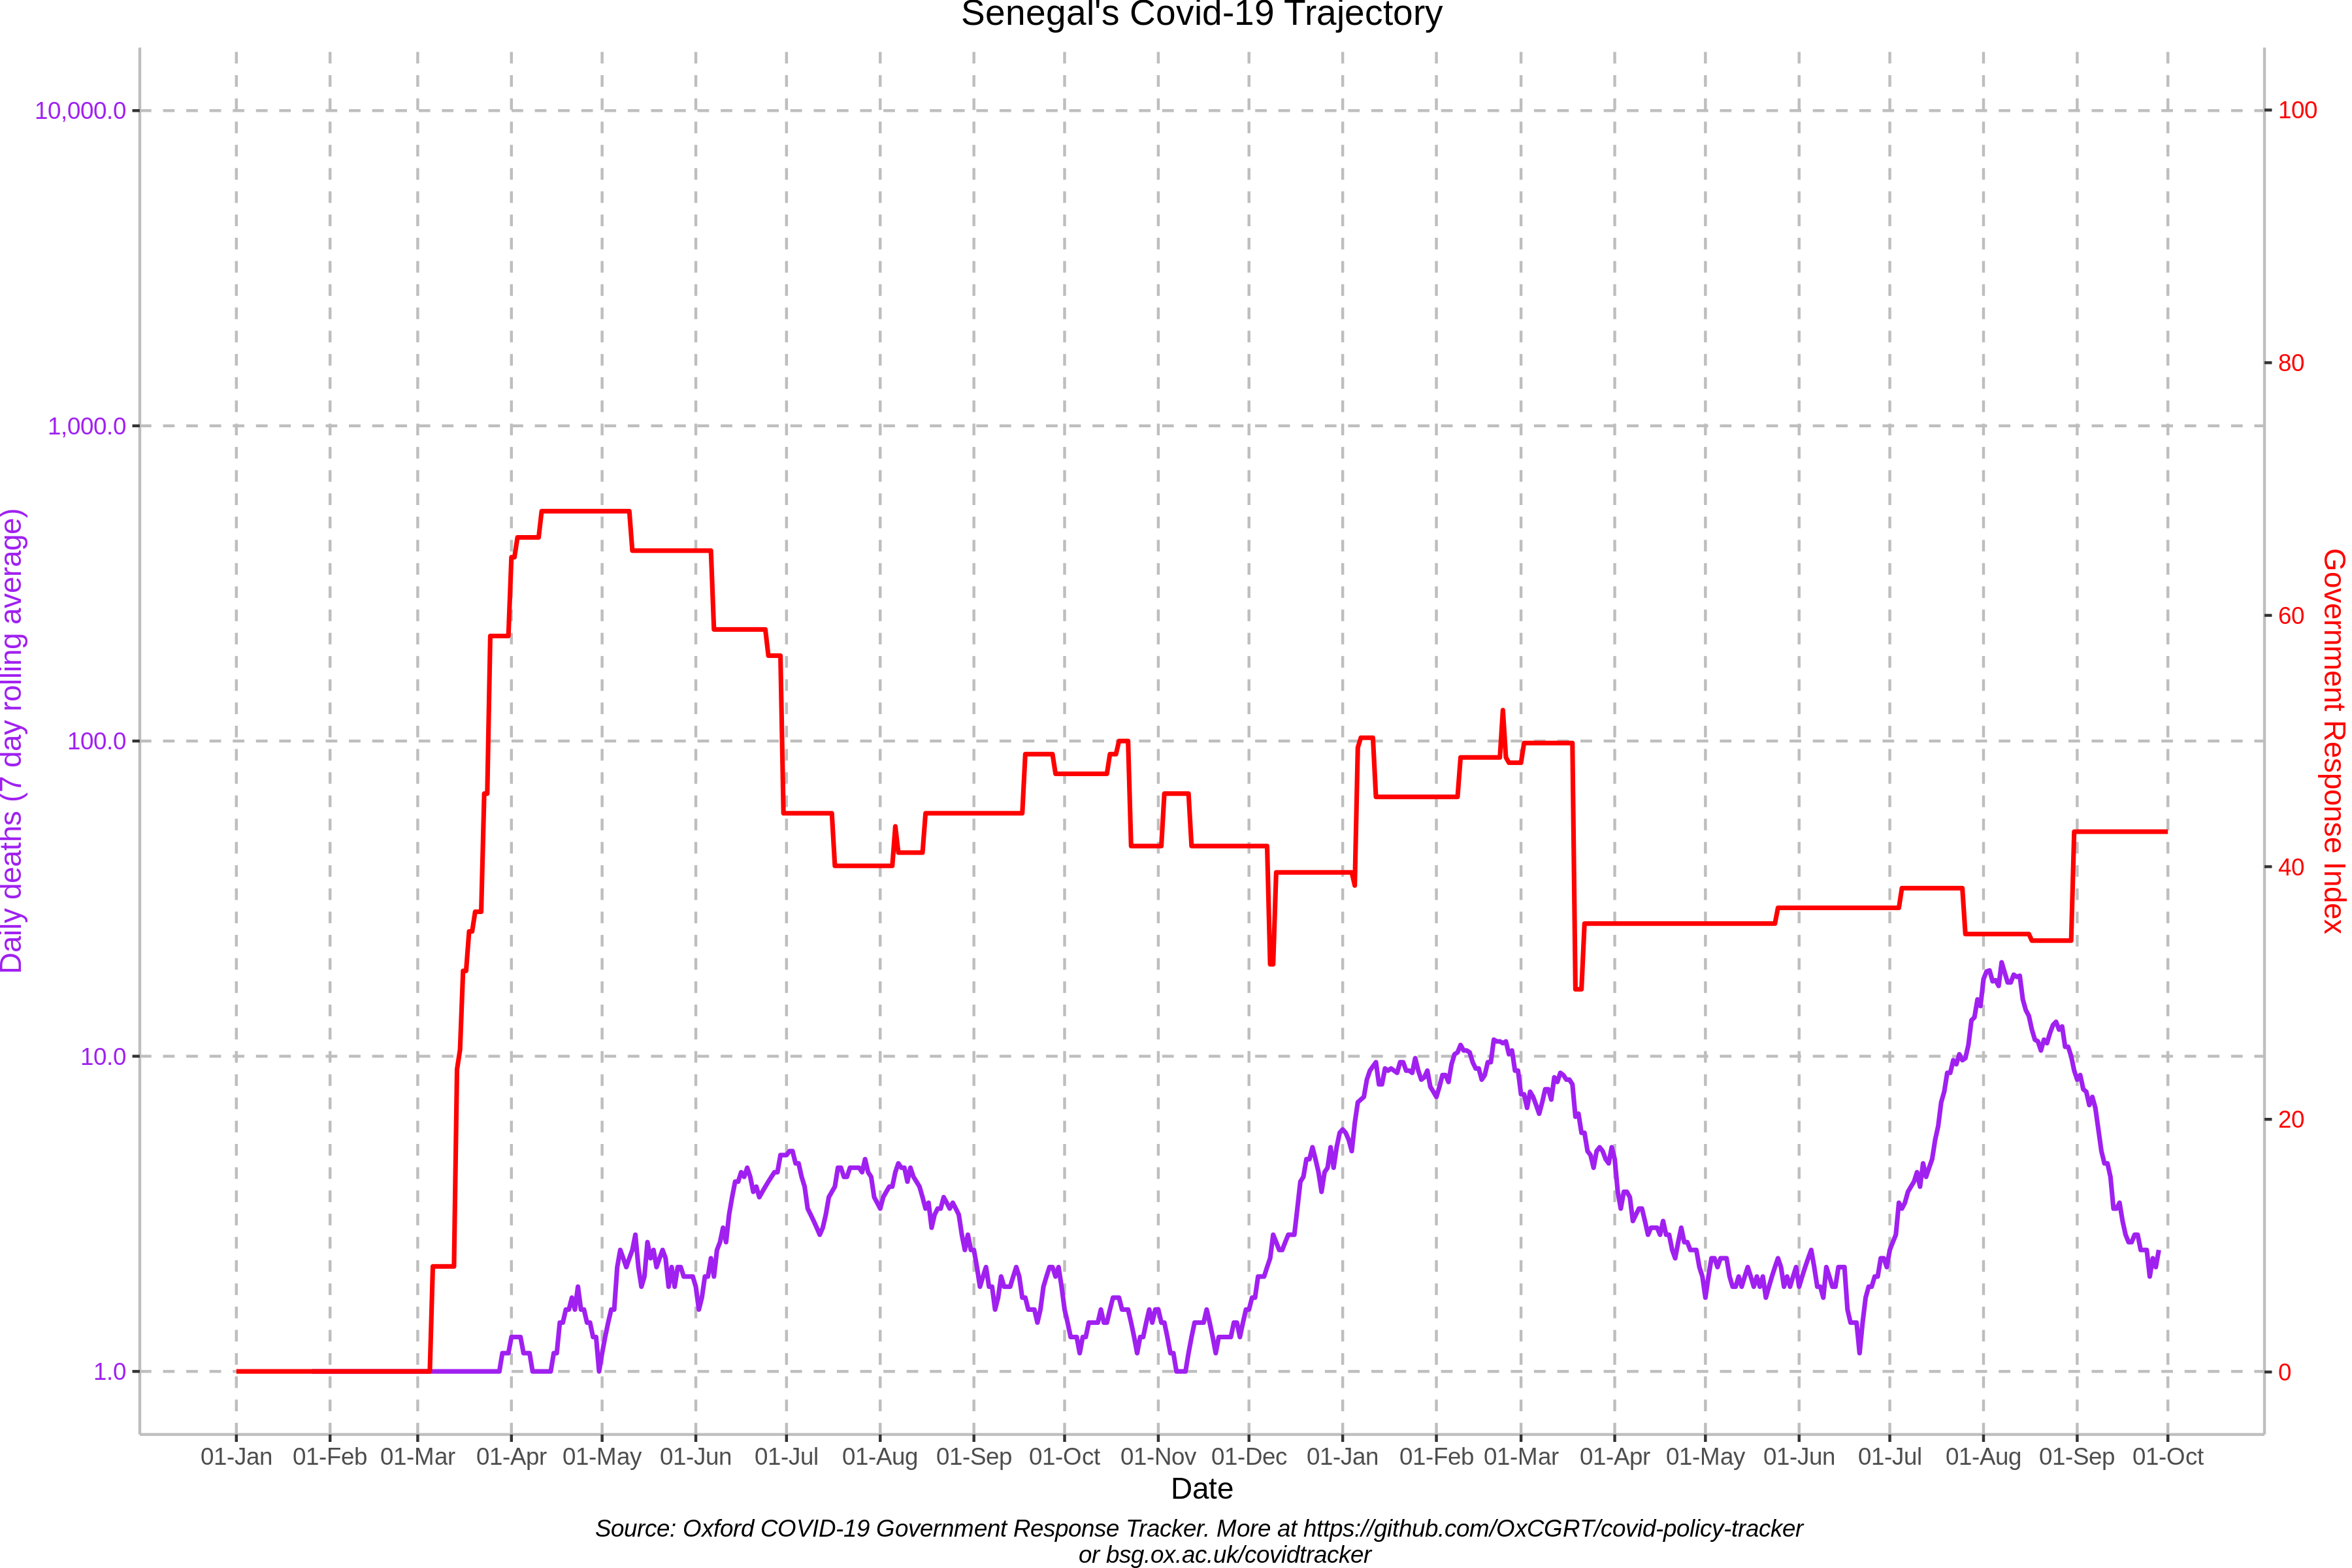 Senegal's Covid-19 Trajectory
10,000.0
1,000.0
100.0
10.0
1.0
Daily deaths (7 day rolling average)
100
80
60
40
20
0
Government Response Index
01-Jan 01-Feb 01-Mar 01-Apr 01-May 01-Jun 01-Jul 01-Aug 01-Sep 01-Oct 01-Nov 01-Dec 01-Jan 01-Feb 01-Mar 01-Apr 01-May 01-Jun 01-Jul 01-Aug 01-Sep 01-Oct
Date
Source: Oxford COVID-19 Government Response Tracker. More at https://github.com/OxCGRT/covid-policy-tracker
or bsg.ox.ac.uk/covidtracker